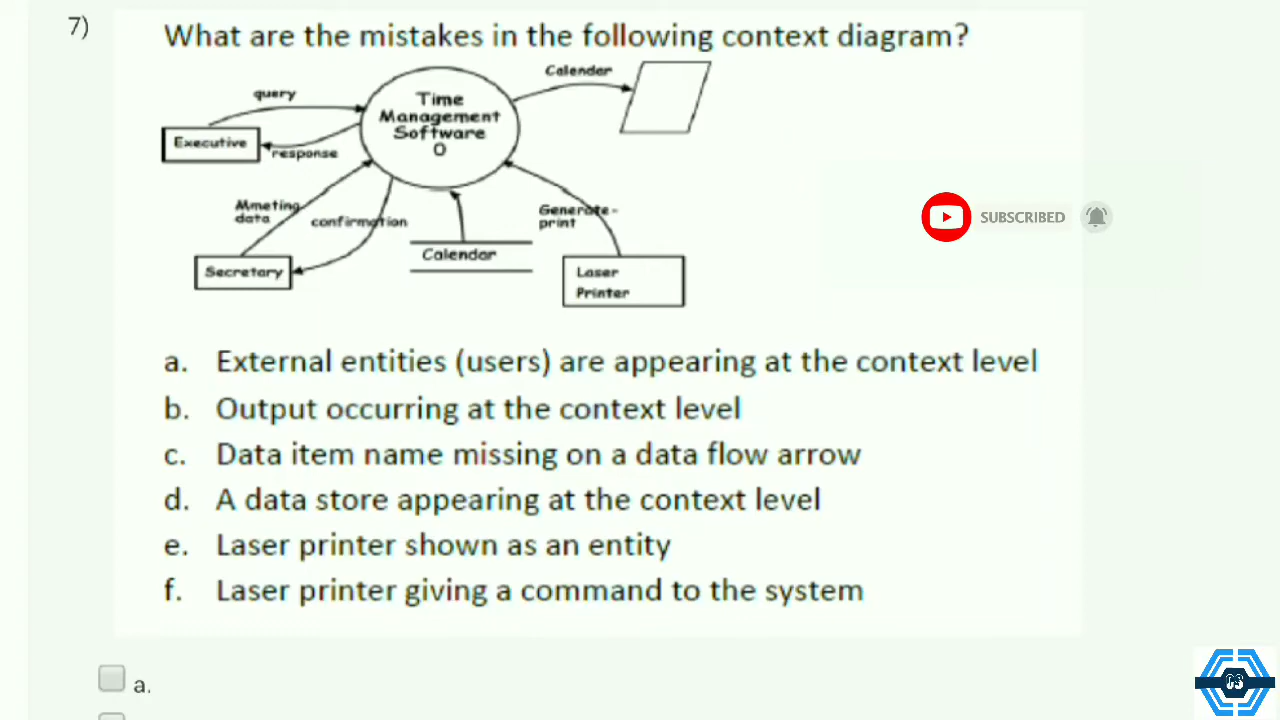 7)
What are the mistakes in the following context diagram?
Calendar
query
Time
Management
Software
0
Executive
response
Mmeting
data
confirmation
Generate-
print
Calendar
Secretary
Laser
Printer
SUBSCRIBED
a. External entities (users) are appearing at the context level
b. Output occurring at the context level
c. Data item name missing on a data flow arrow
d. A data store appearing at the context level
e. Laser printer shown as an entity
f. Laser printer giving a command to the system
a.